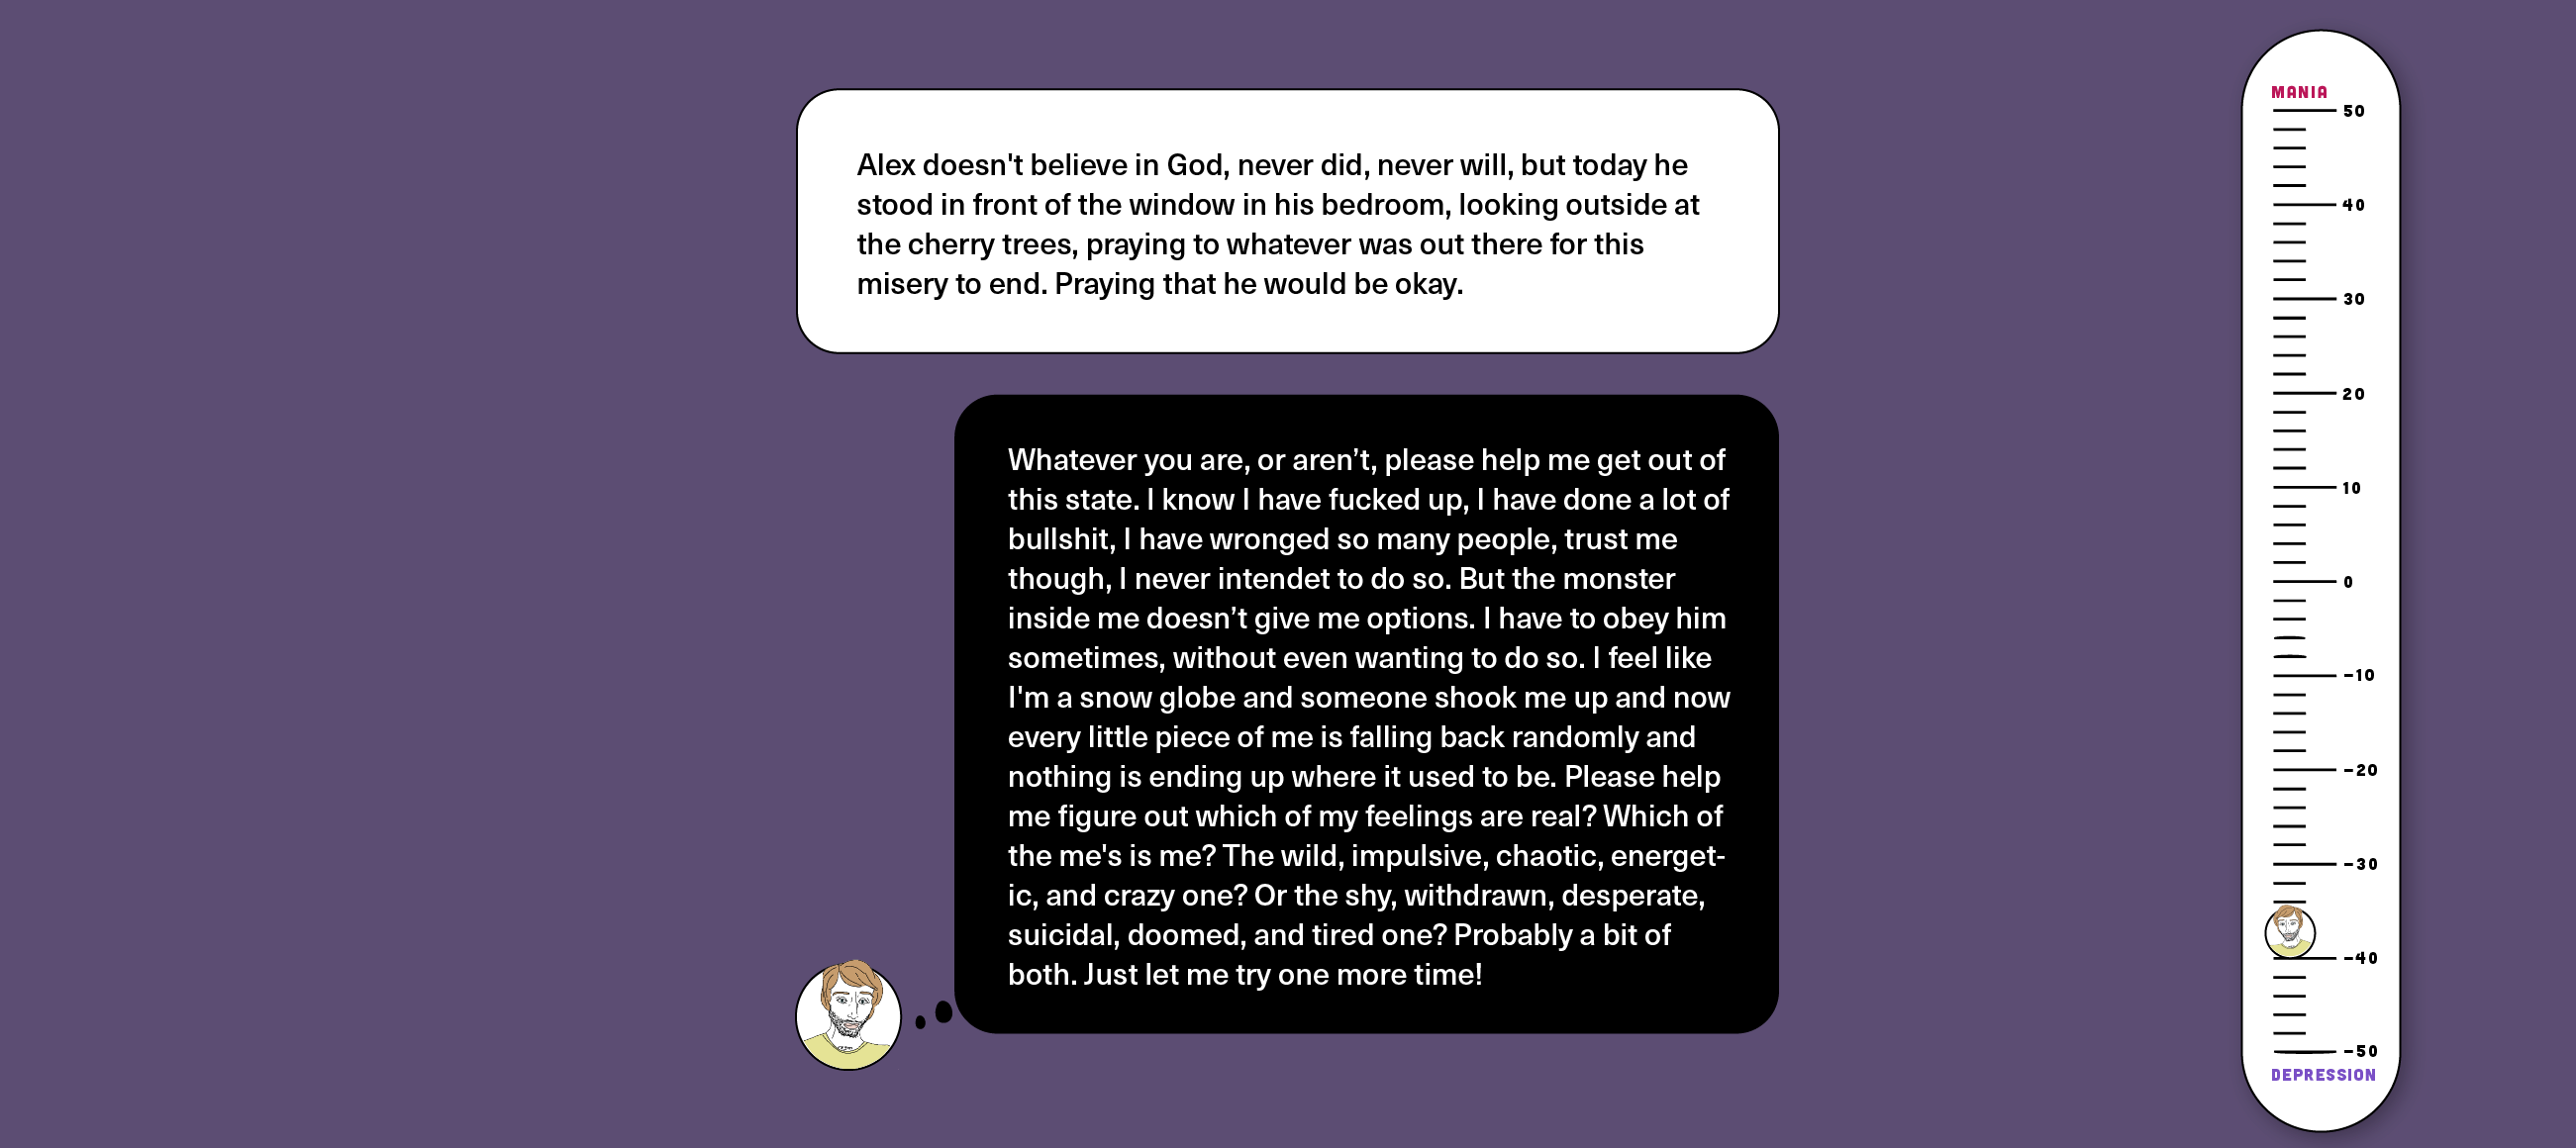 Alex doesn't believe in God, never did, never will, but today he
stood in front of the window in his bedroom, looking outside at
the cherry trees, praying to whatever was out there for this
misery to end. Praying that he would be okay.
Whatever you are, or aren’t, please help me get out of
this state. I know I have fucked up, I have done a lot of
bullshit, I have wronged so many people, trust me
though, I never intendet to do so. But the monster
inside me doesn’t give me options. I have to obey him
sometimes, without even wanting to do so. I feel like
I'm a snow globe and someone shook me up and now
every little piece of me is falling back randomly and
nothing is ending up where it used to be. Please help
me figure out which of my feelings are real? Which of
the me's is me? The wild, impulsive, chaotic, energet-
ic, and crazy one? Or the shy, withdrawn, desperate,
suicidal, doomed, and tired one? Probably a bit of
both. Just let me try one more time!
MANIA
50
40
30
20
10
0
-10
-20
-30
-40
-50
DEPRESSION